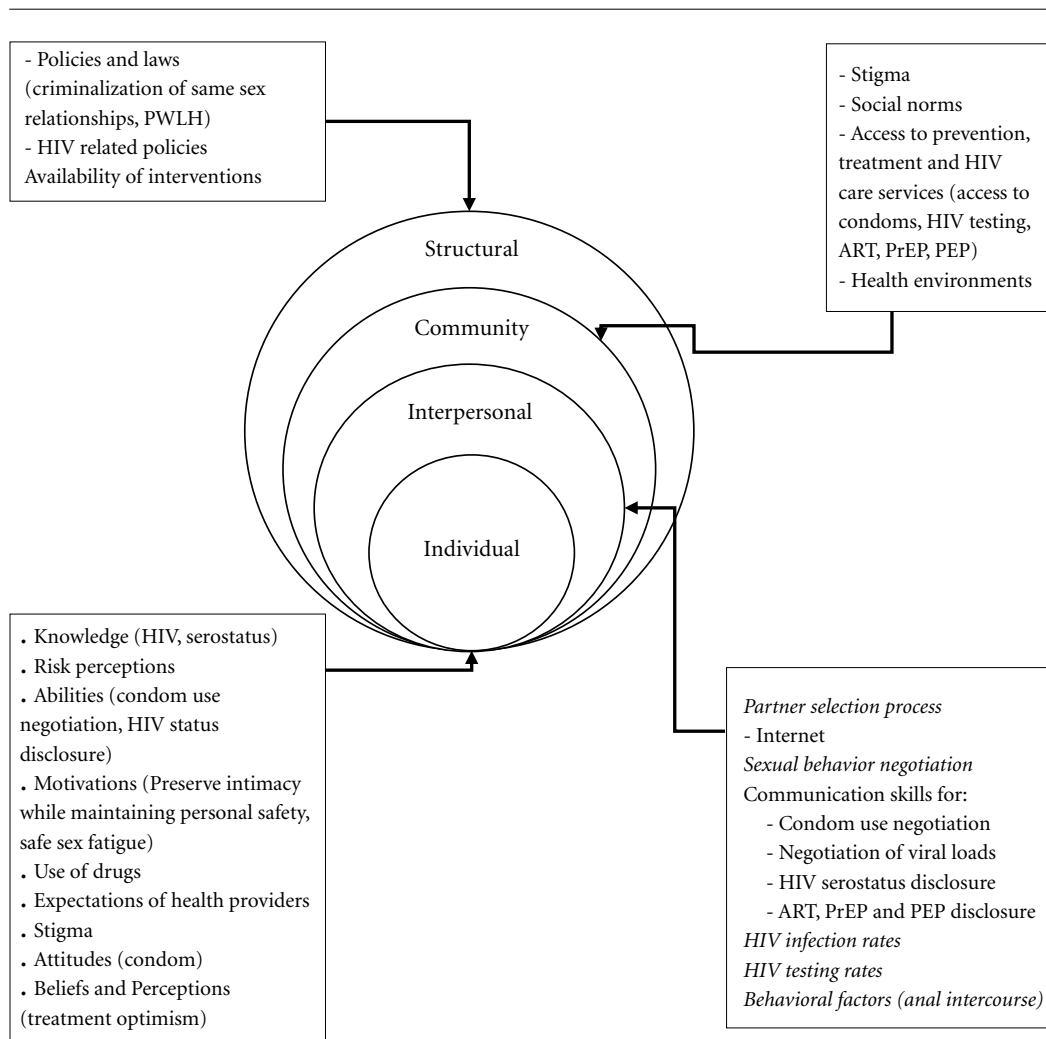 - Policies and laws
(criminalization of same sex
relationships, PWLH)
- HIV related policies
Availability of interventions
- Stigma
- Social norms
- Access to prevention,
treatment and HIV
care services (access to
condoms, HIV testing,
ART, PrEP, PEP)
- Health environments
Structural
Community
Interpersonal
Individual
. Knowledge (HIV, serostatus)
. Risk perceptions
. Abilities (condom use
negotiation, HIV status
disclosure)
. Motivations (Preserve intimacy
while maintaining personal safety,
safe sex fatigue)
. Use of drugs
. Expectations of health providers
. Stigma
. Attitudes (condom)
. Beliefs and Perceptions
(treatment optimism)
Partner selection process
- Internet
Sexual behavior negotiation
Communication skills for:
- Condom use negotiation
- Negotiation of viral loads
- HIV serostatus disclosure
- ART, PrEP and PEP disclosure
HIV infection rates
HIV testing rates
Behavioral factors (anal intercourse)